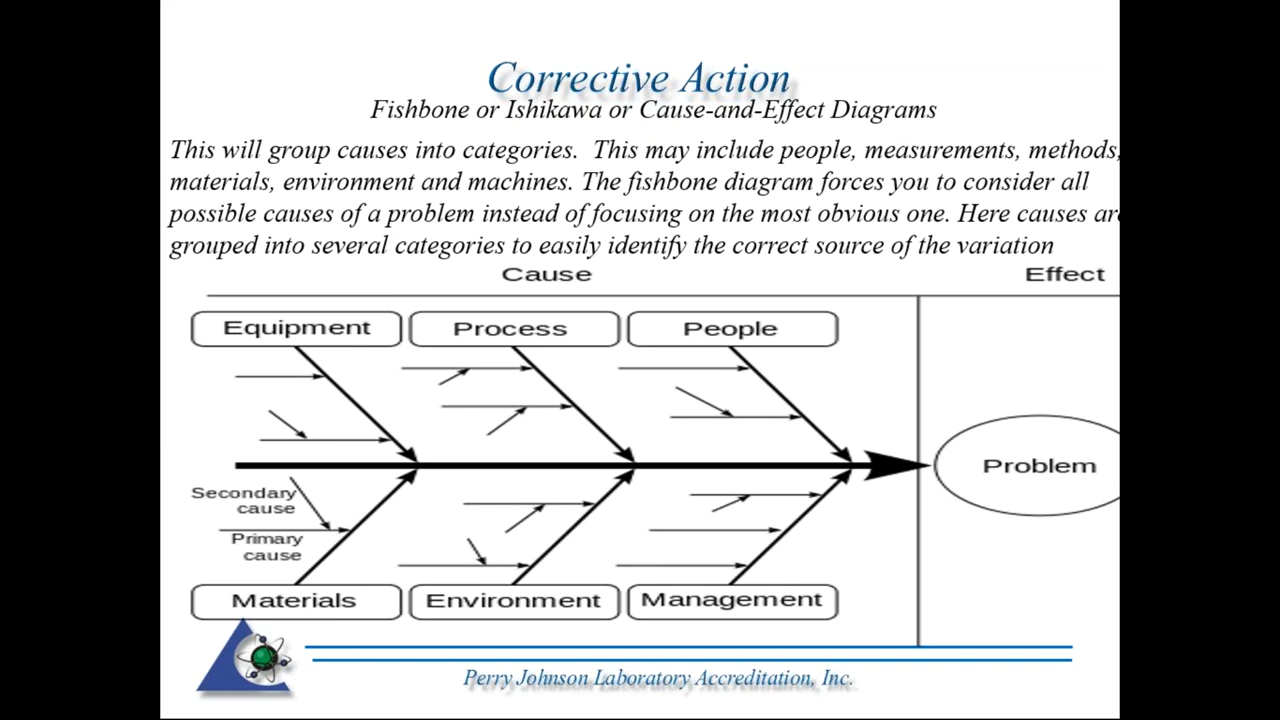 Corrective Action
Fishbone or Ishikawa or Cause-and-Effect Diagrams
This will group causes into categories.  This may include people, measurements, methods,
materials, environment and machines. The fishbone diagram forces you to consider all
possible causes of a problem instead of focusing on the most obvious one. Here causes are
grouped into several categories to easily identify the correct source of the variation
Cause
Effect
Equipment
Process
People
Problem
Secondary
cause
Primary
cause
Materials
Environment
Management
Perry Johnson Laboratory Accreditation, Inc.